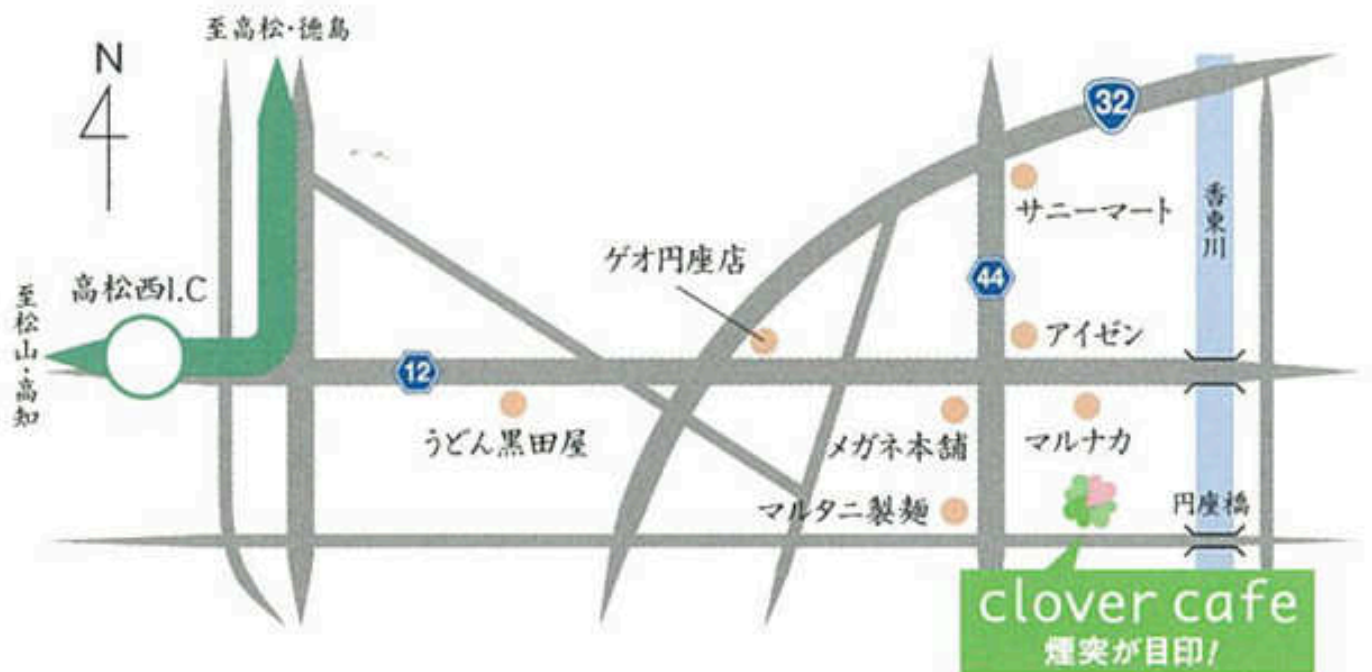 至高松・徳島
N
32
香東川
サニーマート
ゲオ円座店
44
高松西I.C
至松山・高知
アイゼン
12
うどん黒田屋
メガネ本舗
マルナカ
マルタニ製麺
円座橋
clover cafe
煙突が目印!